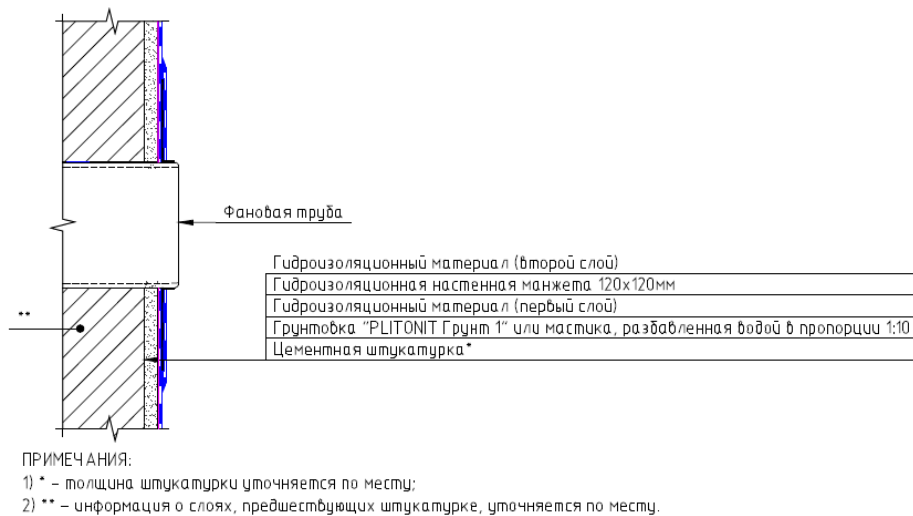 Фановая труба
Гидроизоляционный материал (второй слой)
Гидроизоляционная настенная манжета 120х120мм
Гидроизоляционный материал (первый слой)
**
Грунтовка "PLITONIT Грунт 1" или мастика, разбавленная водой в пропорции 1:10
Цементная штукатурка*
ПРИМЕЧАНИЯ:
1) * – толщина штукатурки уточняется по месту;
2) ** – информация о слоях, предшествующих штукатурке, уточняется по месту.